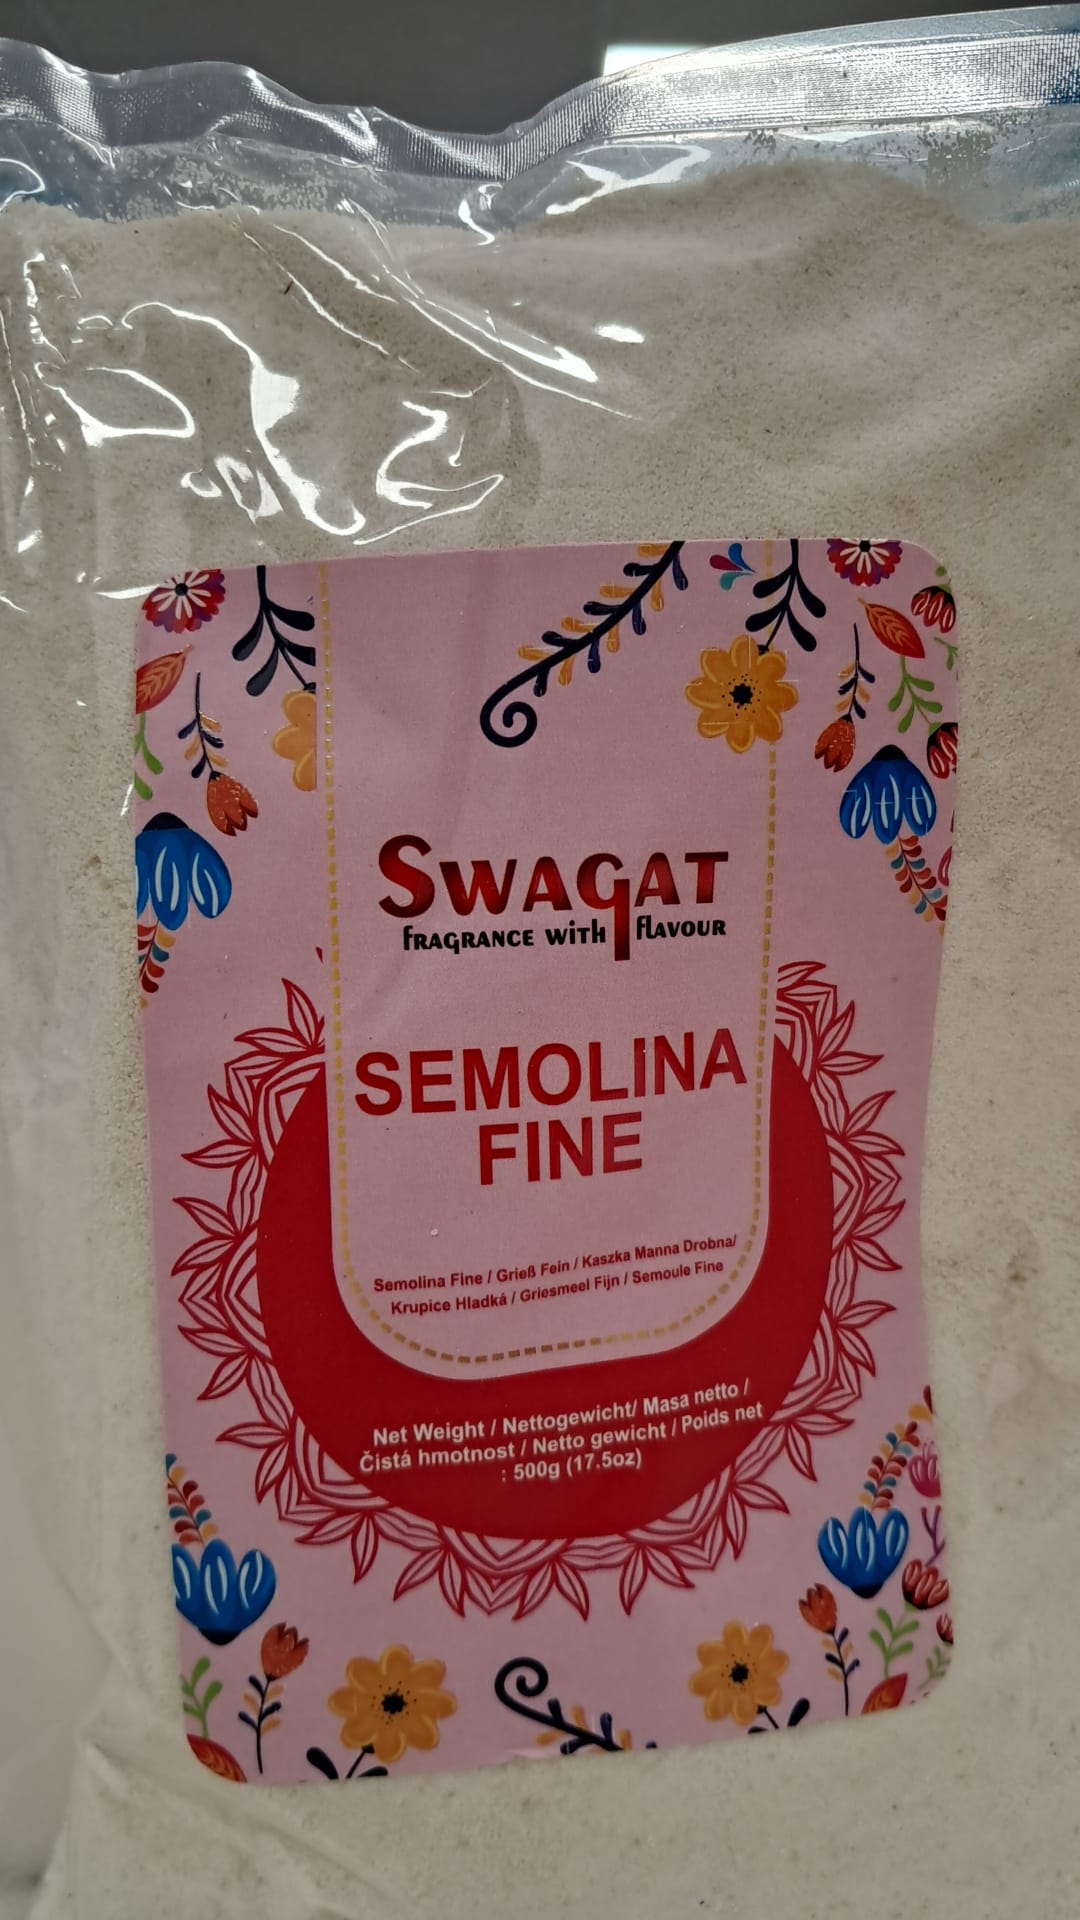 SWAGAT
FRAGRANCE WITH FLAVOUR
SEMOLINA
FINE
Semolina Fine / Grieß Fein / Kaszka Manna Drobna/
Krupice Hladká / Griesmeel Fijn / Semoule Fine
Net Weight / Nettogewicht/ Masa netto /
Čistá hmotnost / Netto gewicht / Poids net
: 500g (17.5oz)